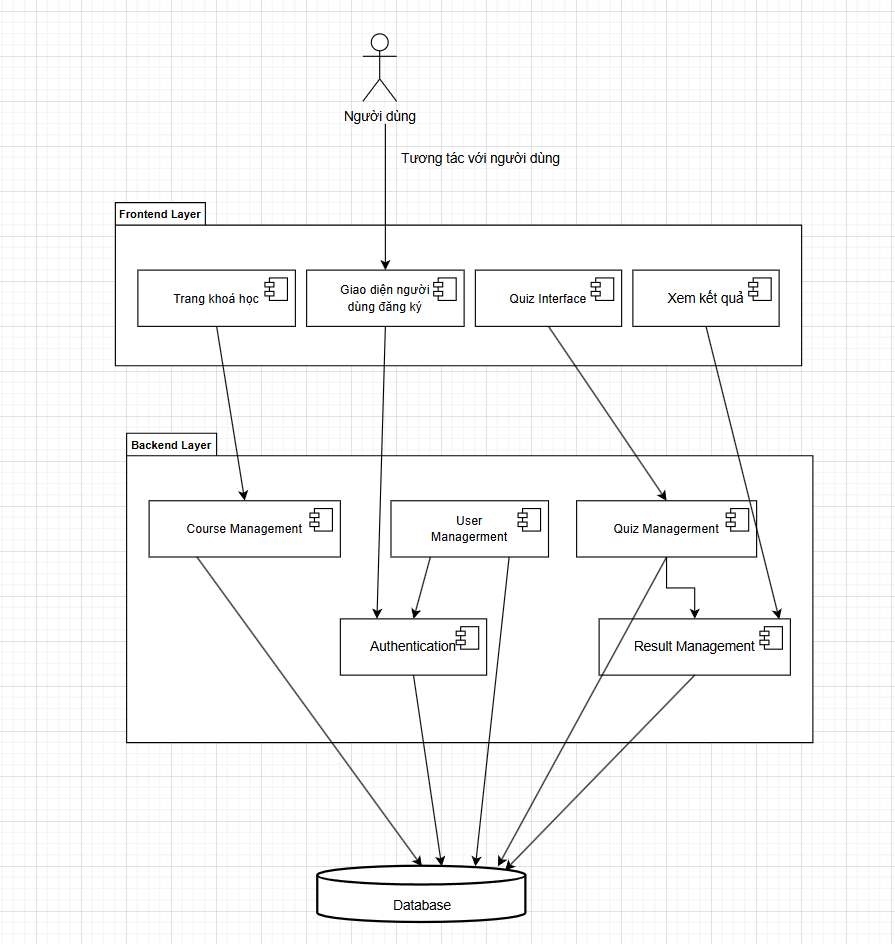 Người dùng
Tương tác với người dùng
Frontend Layer
Trang khoá học
Giao diện người
dùng đăng ký
Quiz Interface
Xem kết quả
Backend Layer
Course Management
User
Managerment
Quiz Managerment
Authentication
Result Management
Database